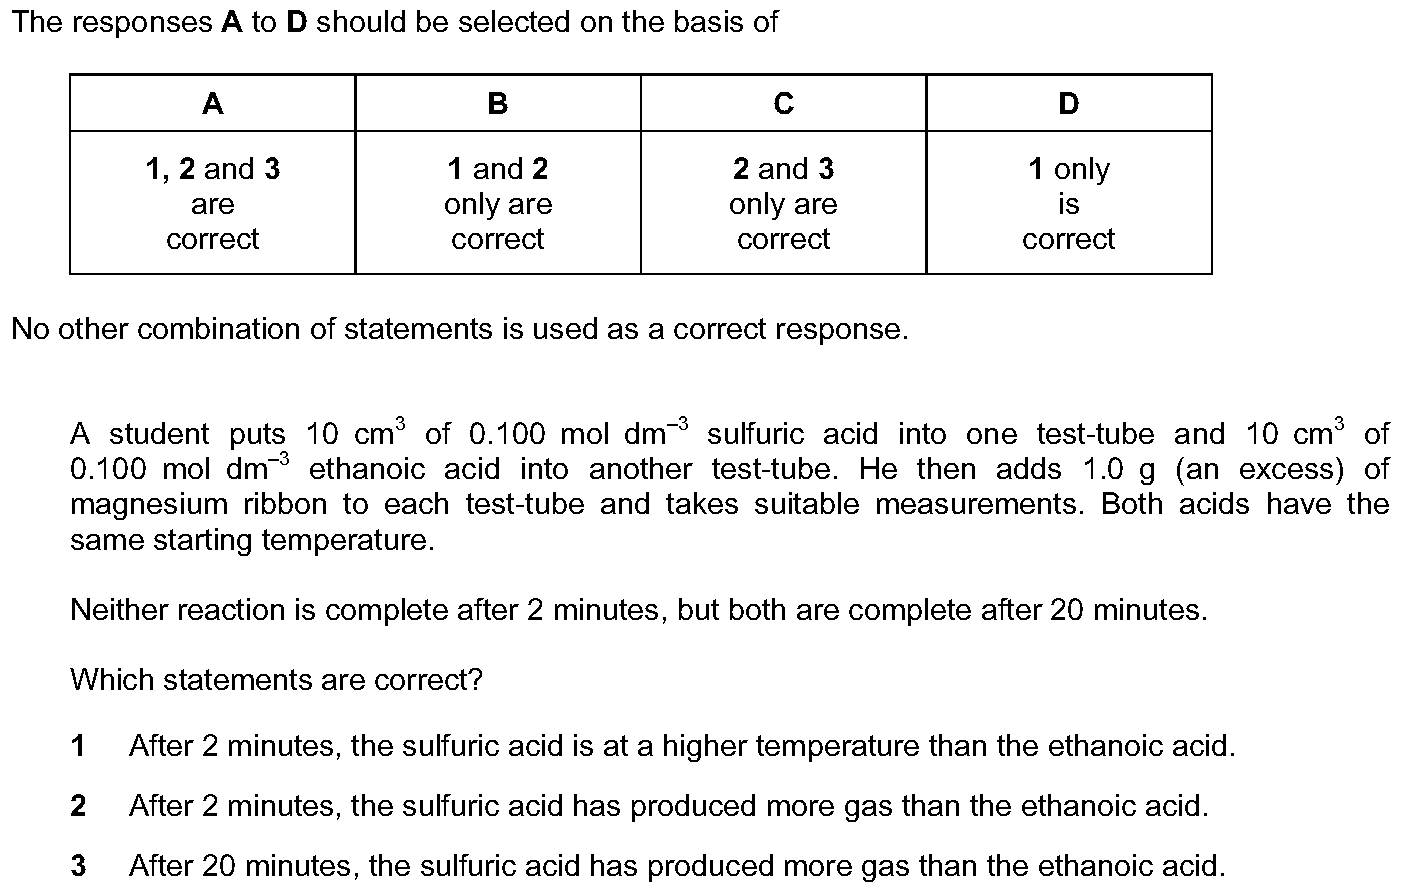 The responses A to D should be selected on the basis of
A B C D
1, 2 and 3 1 and 2 2 and 3 1 only
are only are only are is
correct correct correct correct
No other combination of statements is used as a correct response.
A student puts 10 cm³ of 0.100 mol dm⁻³ sulfuric acid into one test-tube and 10 cm³ of
0.100 mol dm⁻³ ethanoic acid into another test-tube. He then adds 1.0 g (an excess) of
magnesium ribbon to each test-tube and takes suitable measurements. Both acids have the
same starting temperature.
Neither reaction is complete after 2 minutes, but both are complete after 20 minutes.
Which statements are correct?
1 After 2 minutes, the sulfuric acid is at a higher temperature than the ethanoic acid.
2 After 2 minutes, the sulfuric acid has produced more gas than the ethanoic acid.
3 After 20 minutes, the sulfuric acid has produced more gas than the ethanoic acid.